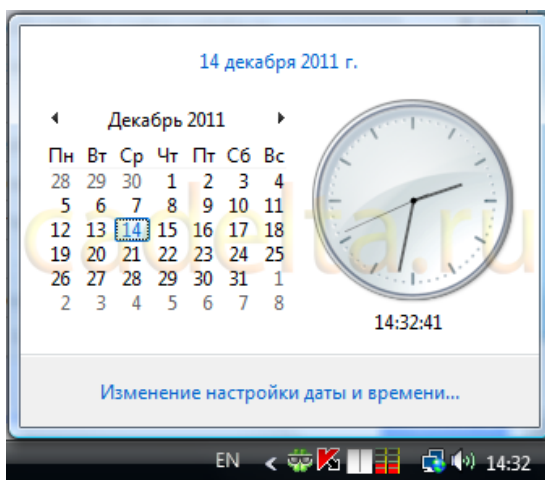 14 декабря 2011 г.
Декабрь 2011
Пн Вт Ср Чт Пт Сб Вс
28 29 30 1 2 3 4
5 6 7 8 9 10 11
12 13 14 15 16 17 18
19 20 21 22 23 24 25
26 27 28 29 30 31 1
2 3 4 5 6 7 8
cadelta.ru
14:32:41
Изменение настройки даты и времени...
EN < 14:32